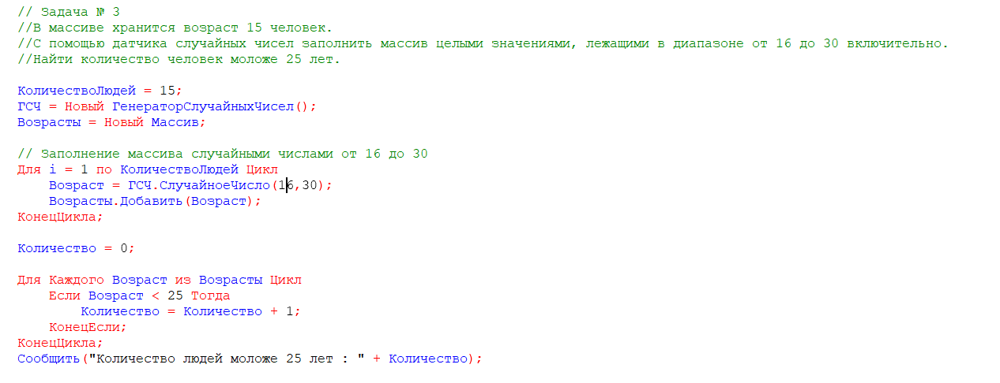 // Задача № 3
//В массиве хранится возраст 15 человек.
//С помощью датчика случайных чисел заполнить массив целыми значениями, лежащими в диапазоне от 16 до 30 включительно.
//Найти количество человек моложе 25 лет.
КоличествоЛюдей = 15;
ГСЧ = Новый ГенераторСлучайныхЧисел();
Возрасты = Новый Массив;
// Заполнение массива случайными числами от 16 до 30
Для i = 1 по КоличествоЛюдей Цикл
    Возраст = ГСЧ.СлучайноеЧисло(16,30);
    Возрасты.Добавить(Возраст);
КонецЦикла;
Количество = 0;
Для Каждого Возраст из Возрасты Цикл
    Если Возраст < 25 Тогда
        Количество = Количество + 1;
    КонецЕсли;
КонецЦикла;
Сообщить("Количество людей моложе 25 лет : " + Количество);